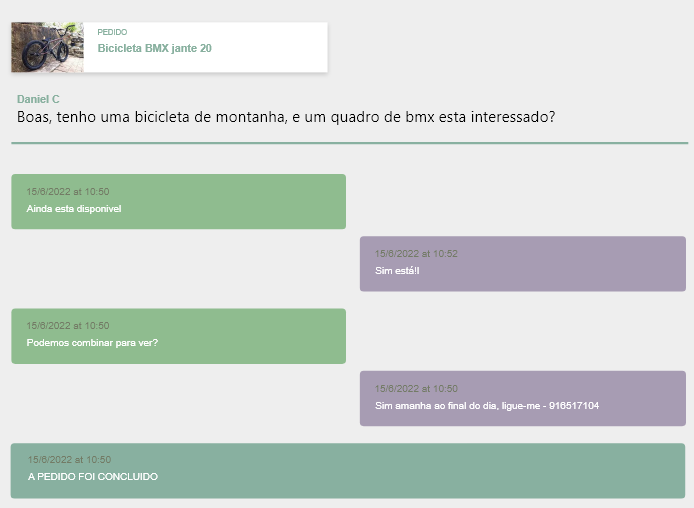 PEDIDO
Bicicleta BMX jante 20
Daniel C
Boas, tenho uma bicicleta de montanha, e um quadro de bmx esta interessado?
15/6/2022 at 10:50
Ainda esta disponivel
15/6/2022 at 10:52
Sim está!!
15/6/2022 at 10:50
Podemos combinar para ver?
15/6/2022 at 10:50
Sim amanha ao final do dia, ligue-me - 916517104
15/6/2022 at 10:50
A PEDIDO FOI CONCLUIDO